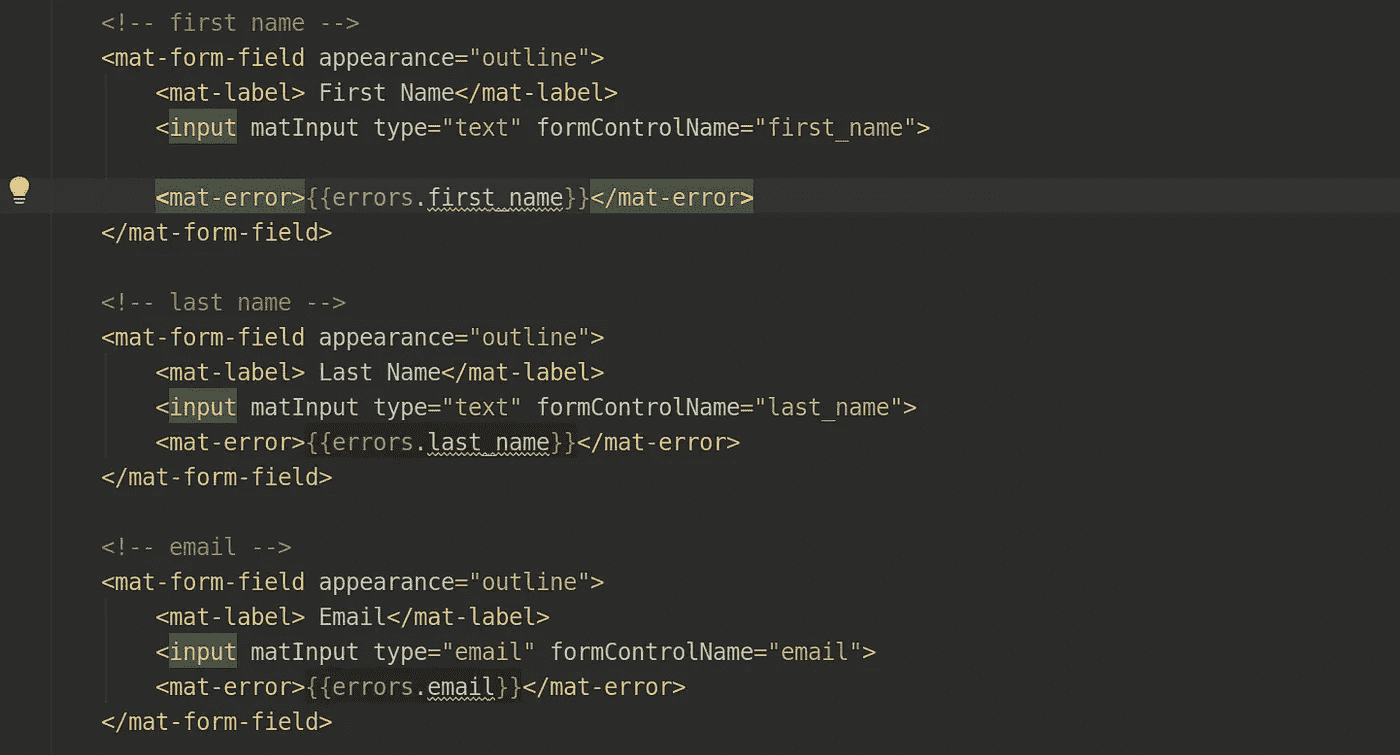 <!-- first name -->
<mat-form-field appearance="outline">
<mat-label> First Name</mat-label>
<input matInput type="text" formControlName="first_name">
<mat-error>{{errors.first_name}}</mat-error>
</mat-form-field>
<!-- last name -->
<mat-form-field appearance="outline">
<mat-label> Last Name</mat-label>
<input matInput type="text" formControlName="last_name">
<mat-error>{{errors.last_name}}</mat-error>
</mat-form-field>
<!-- email -->
<mat-form-field appearance="outline">
<mat-label> Email</mat-label>
<input matInput type="email" formControlName="email">
<mat-error>{{errors.email}}</mat-error>
</mat-form-field>